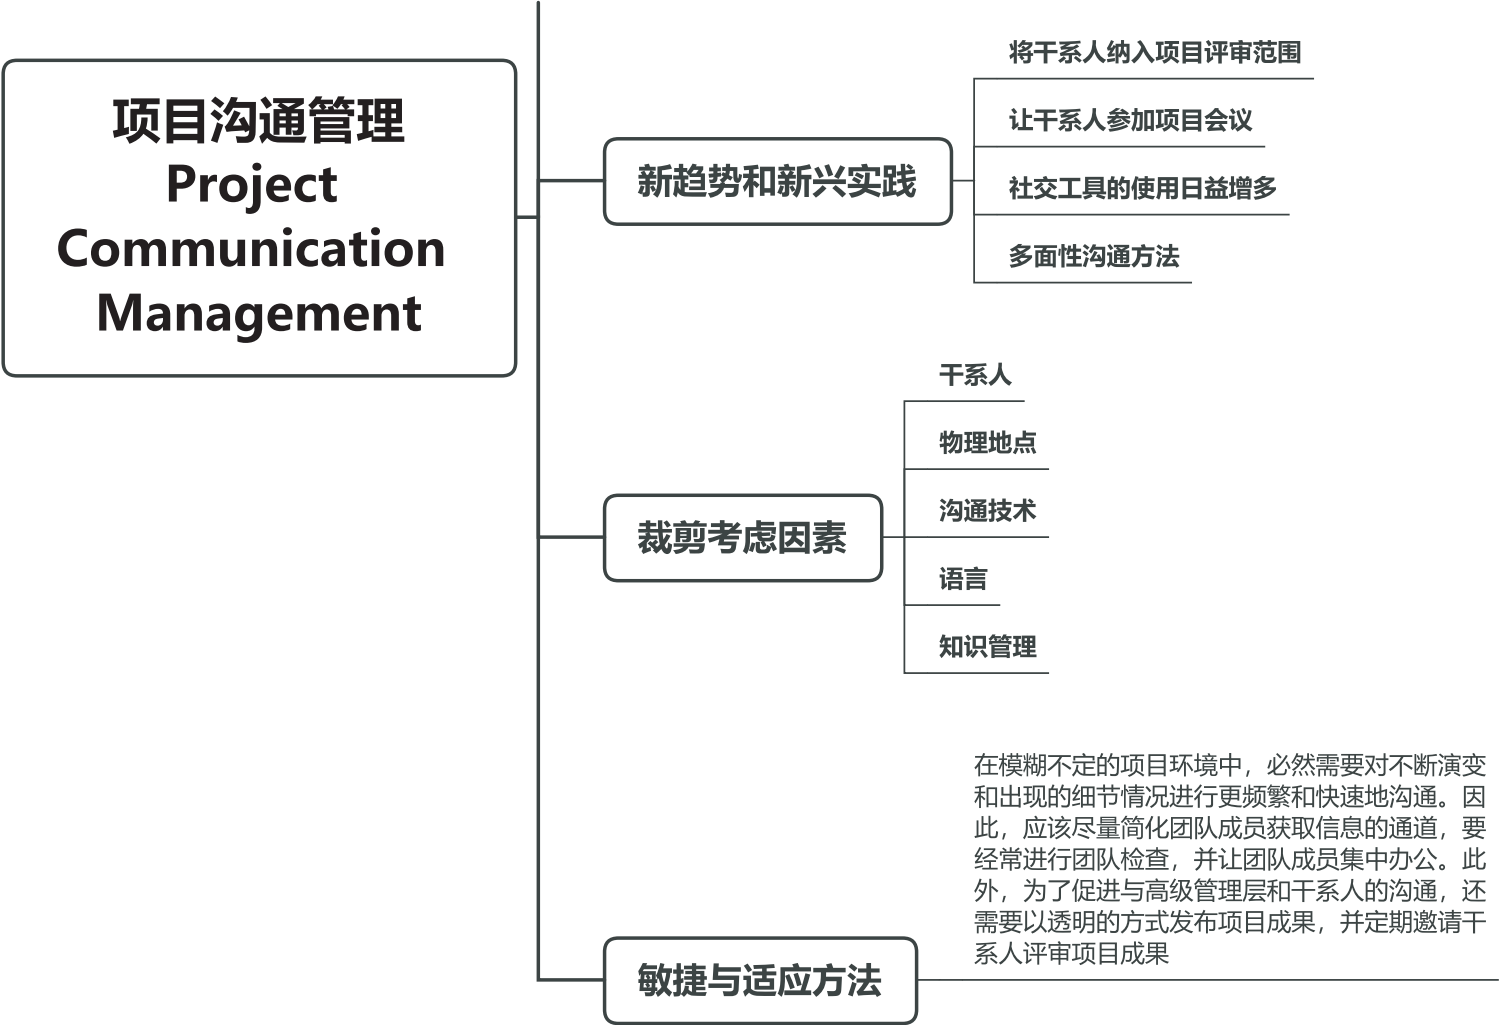 项目沟通管理
Project
Communication
Management
新趋势和新兴实践
将干系人纳入项目评审范围
让干系人参加项目会议
社交工具的使用日益增多
多面性沟通方法
裁剪考虑因素
干系人
物理地点
沟通技术
语言
知识管理
敏捷与适应方法
在模糊不定的项目环境中，必然需要对不断演变
和出现的细节情况进行更频繁和快速地沟通。因
此，应该尽量简化团队成员获取信息的通道，要
经常进行团队检查，并让团队成员集中办公。此
外，为了促进与高级管理层和干系人的沟通，还
需要以透明的方式发布项目成果，并定期邀请干
系人评审项目成果